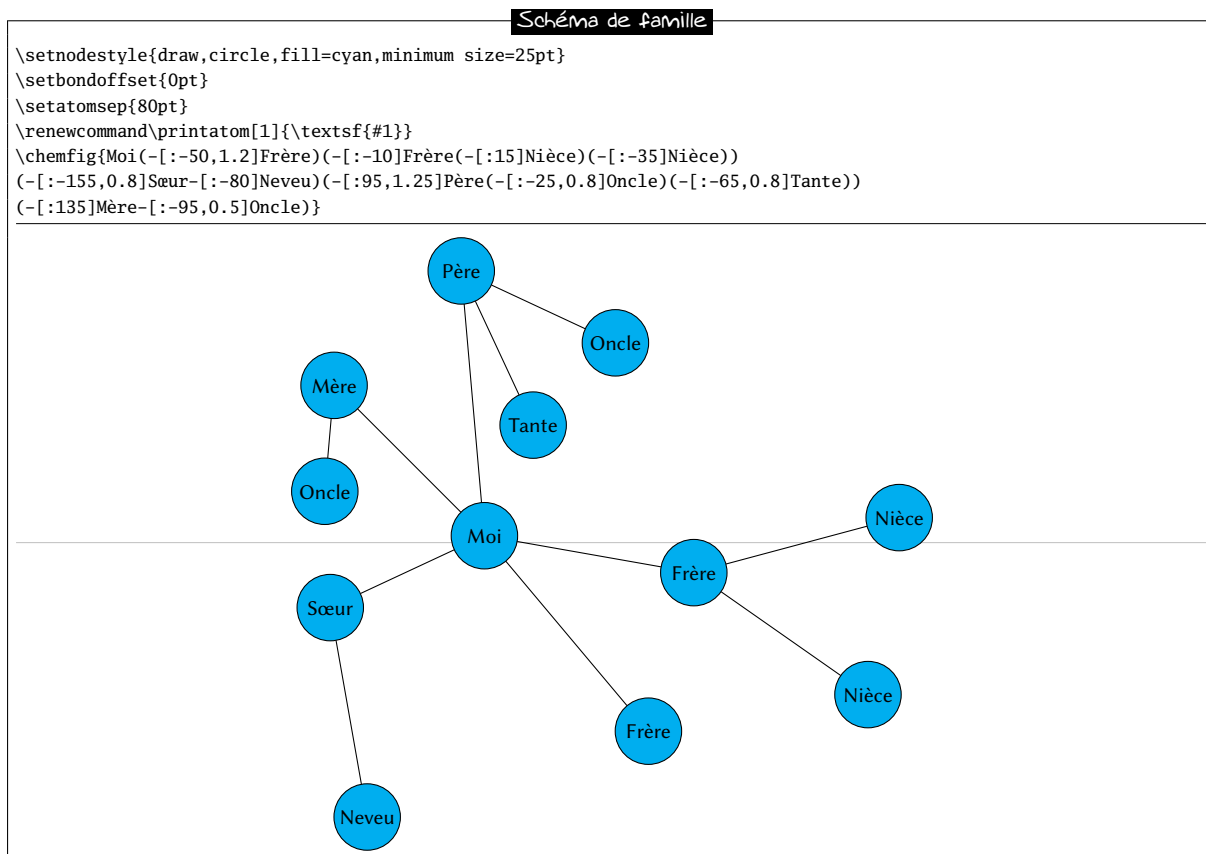 Schéma de famille
\setnodestyle{draw,circle,fill=cyan,minimum size=25pt}
\setbondoffset{0pt}
\setatomsep{80pt}
\renewcommand\printatom[1]{\textsf{#1}}
\chemfig{Moi(-[:-50,1.2]Frère)(-[:-10]Frère(-[:15]Nièce)(-[:-35]Nièce))
(-[:-155,0.8]Sœur-[:-80]Neveu)(-[:95,1.25]Père(-[:-25,0.8]Oncle)(-[:-65,0.8]Tante))
(-[:135]Mère-[:-95,0.5]Oncle)}
Père
Oncle
Mère
Tante
Oncle
Nièce
Moi
Frère
Sœur
Nièce
Frère
Neveu